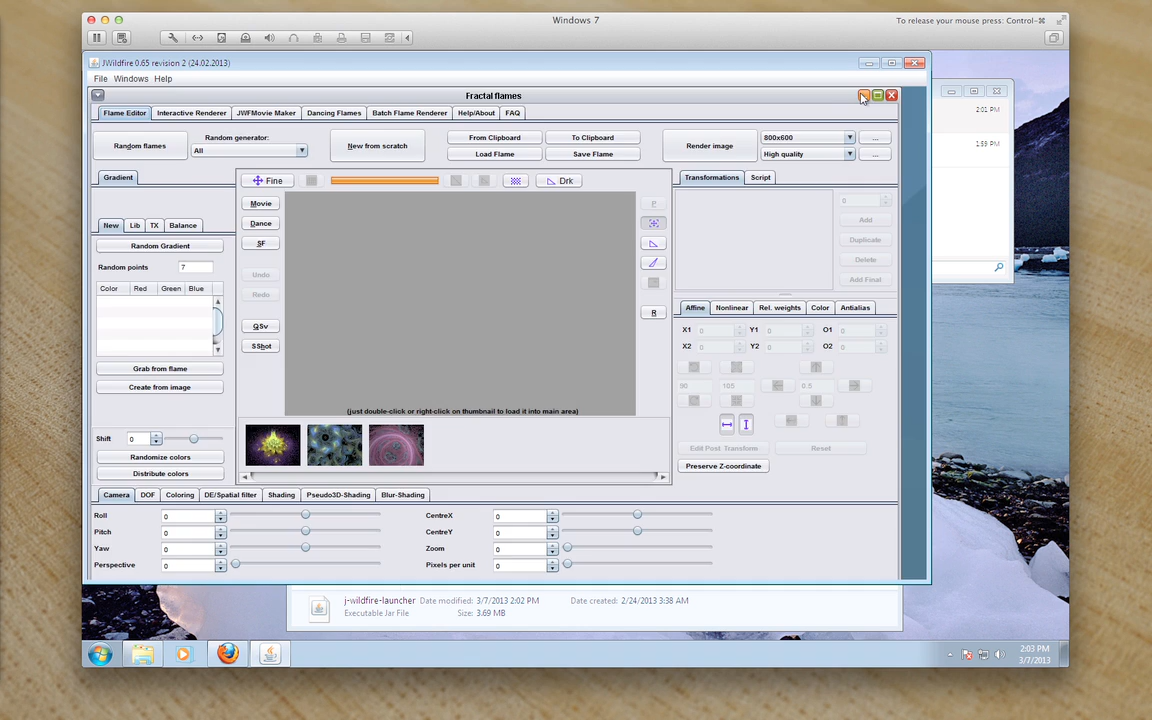 Windows 7
To release your mouse press: Control-⌘
JWildfire 0.65 revision 2 (24.02.2013)
File Windows Help
Fractal flames
Flame Editor Interactive Renderer JWFMovie Maker Dancing Flames Batch Flame Renderer Help/About FAQ
Random flames
Random generator:
All
New from scratch
From Clipboard To Clipboard
Load Flame Save Flame
Render image
800x600 ...
High quality ...
Gradient
Fine
Drk
Transformations Script
Movie
Dance
SF
Undo
Redo
QSv
SShot
P
R
0
Add
Duplicate
Delete
Add Final
New Lib TX Balance
Random Gradient
Random points 7
Color Red Green Blue
Grab from flame
Create from image
Shift 0
Randomize colors
Distribute colors
(just double-click or right-click on thumbnail to load it into main area)
Affine Nonlinear Rel. weights Color Antialias
X1 0 Y1 0 O1 0
X2 0 Y2 0 O2 0
90 105 0.5
Edit Post Transform Reset
Preserve Z-coordinate
Camera DOF Coloring DE/Spatial filter Shading Pseudo3D-Shading Blur-Shading
Roll 0 CentreX 0
Pitch 0 CentreY 0
Yaw 0 Zoom 0
Perspective 0 Pixels per unit 0
2:01 PM
1:59 PM
j-wildfire-launcher Date modified: 3/7/2013 2:02 PM Date created: 2/24/2013 3:38 AM
Executable Jar File Size: 3.69 MB
2:03 PM
3/7/2013